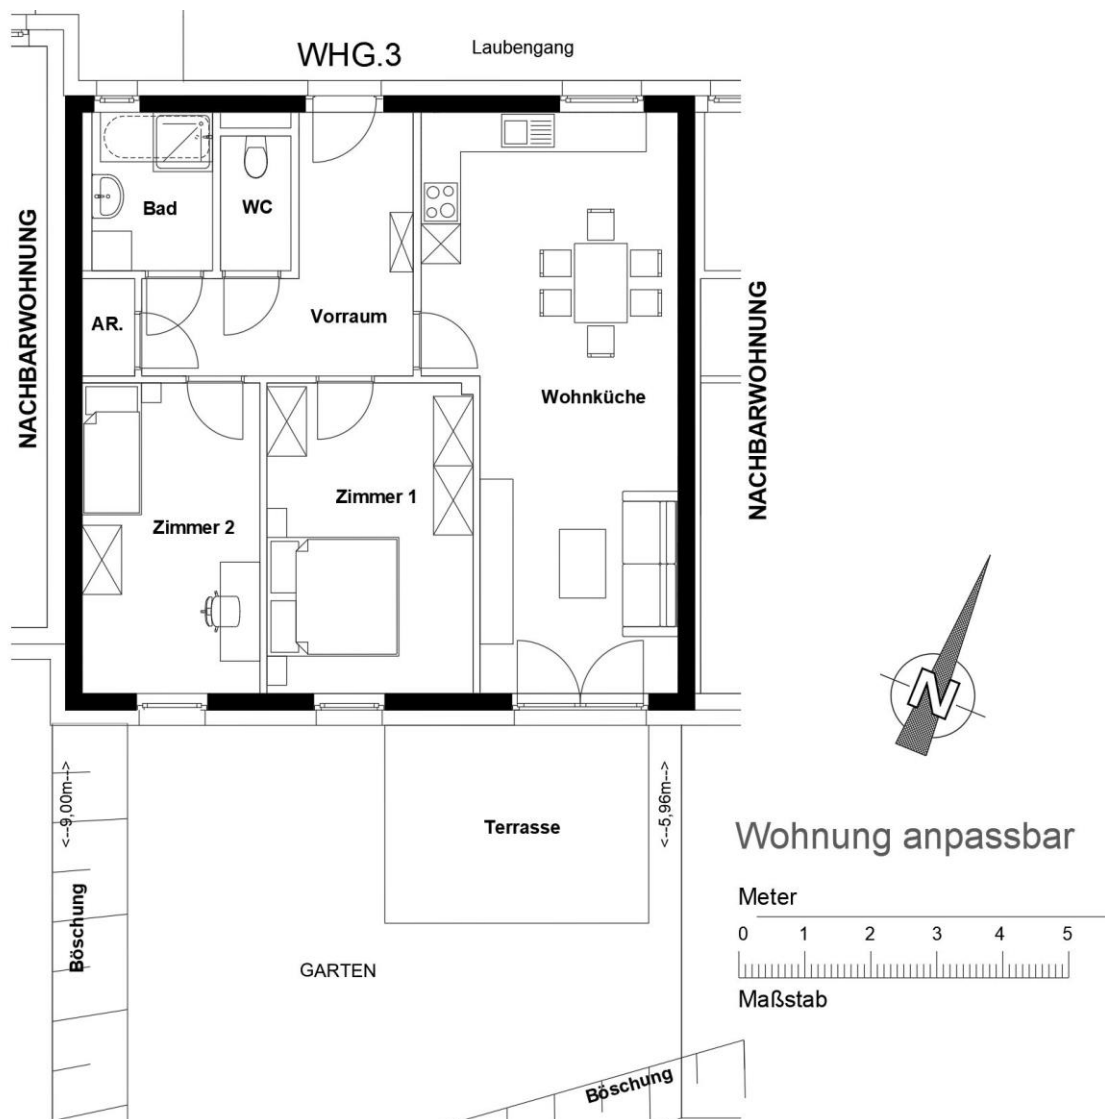 WHG.3
Laubengang
NACHBARWOHNUNG
Bad
WC
AR.
Vorraum
Wohnküche
NACHBARWOHNUNG
Zimmer 1
Zimmer 2
N
<--9,00m-->
Terrasse
<--5,96m-->
Wohnung anpassbar
Meter
0 1 2 3 4 5
Maßstab
Böschung
GARTEN
Böschung